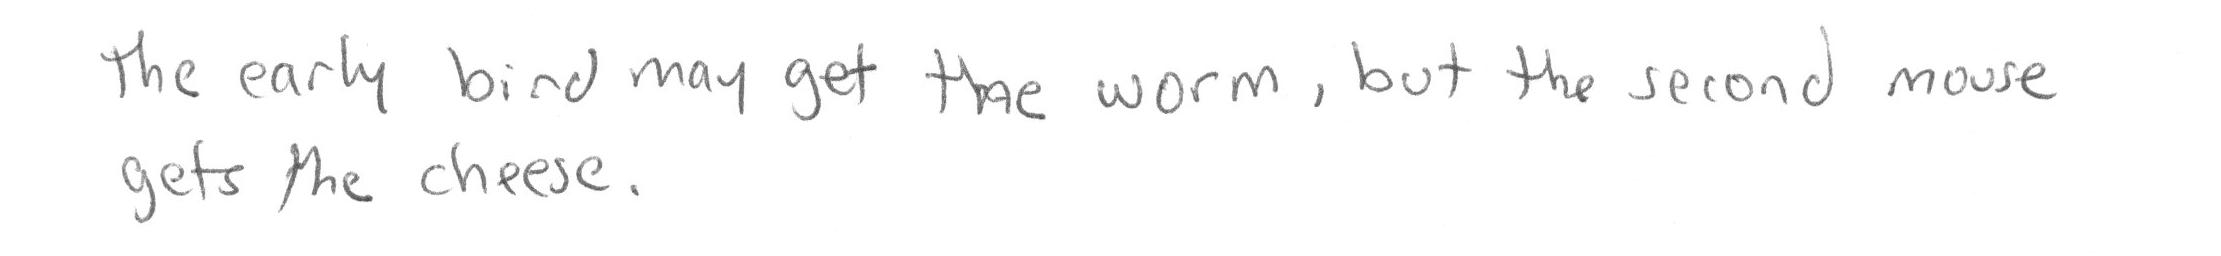 The early bird may get the worm, but the second mouse
gets the cheese.